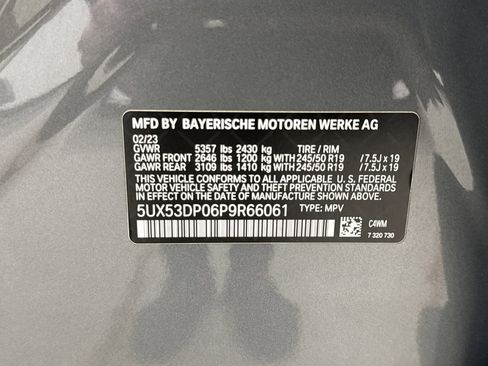 MFD BY BAYERISCHE MOTOREN WERKE AG
02/23
GVWR 5357 lbs 2430 kg TIRE / RIM
GAWR FRONT 2646 lbs 1200 kg WITH 245/50 R19 / 7.5J x 19
GAWR REAR 3109 lbs 1410 kg WITH 245/50 R19 / 7.5J x 19
THIS VEHICLE CONFORMS TO ALL APPLICABLE U. S. FEDERAL
MOTOR VEHICLE SAFETY STANDARDS IN EFFECT ON THE DATE
OF MANUFACTURE SHOWN ABOVE.
5UX53DP06P9R66061 TYPE: MPV
C4WM
7 320 730